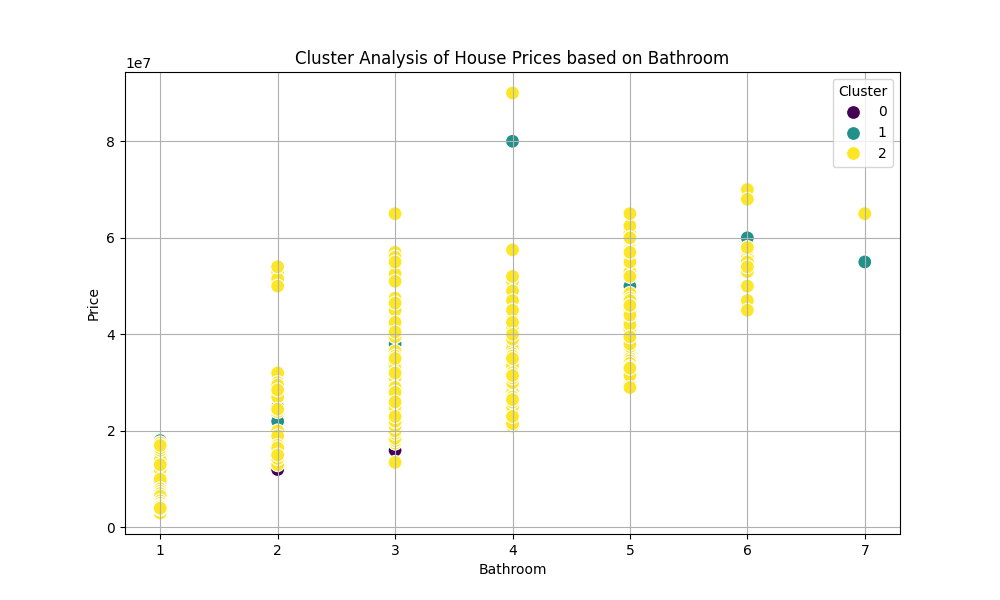 Cluster Analysis of House Prices based on Bathroom
1e7
Cluster
0
1
2
8
6
4
2
0
Price
1 2 3 4 5 6 7
Bathroom